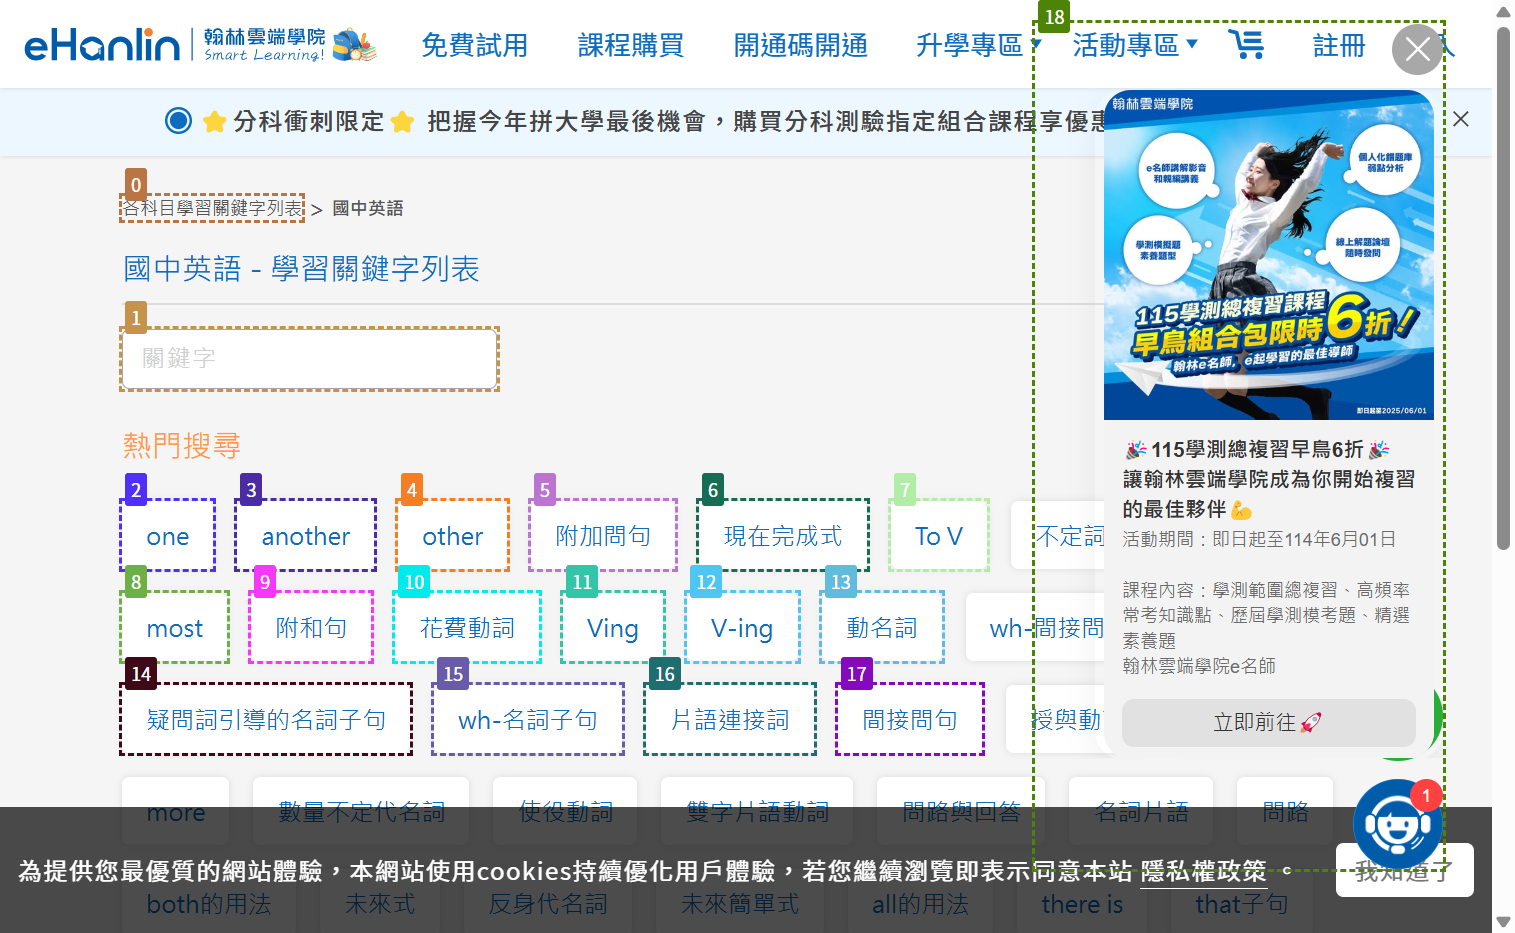 eHanlin 翰林雲端學院 Smart Learning!
免費試用 課程購買 開通碼開通 升學專區 活動專區 註冊
分科衝刺限定 把握今年拼大學最後機會，購買分科測驗指定組合課程享優惠
各科目學習關鍵字列表 > 國中英語
國中英語 - 學習關鍵字列表
關鍵字
熱門搜尋
0
1
2
3
4
5
6
7
one another other 附加問句 現在完成式 To V 不定詞
8
9
10
11
12
13
most 附和句 花費動詞 Ving V-ing 動名詞 wh-間接問
14
15
16
17
疑問詞引導的名詞子句 wh-名詞子句 片語連接詞 間接問句 授與動
more 數量不定代名詞 使役動詞 雙字片語動詞 問路與回答 名詞片語 問路
為提供您最優質的網站體驗，本網站使用cookies持續優化用戶體驗，若您繼續瀏覽即表示同意本站 隱私權政策 。
我知道了
both的用法 未來式 反身代名詞 未來簡單式 all的用法 there is that子句
18
翰林雲端學院
e名師講解影音
和親編講義
個人化錯題庫
弱點分析
學測模擬題
素養題型
線上解題論壇
隨時發問
115學測總複習課程
早鳥組合包限時6折！
翰林e名師，e起學習的最佳導師
即日起至2025/06/01
115學測總複習早鳥6折
讓翰林雲端學院成為你開始複習
的最佳夥伴
活動期間：即日起至114年6月01日
課程內容：學測範圍總複習、高頻率
常考知識點、歷屆學測模考題、精選
素養題
翰林雲端學院e名師
立即前往
1